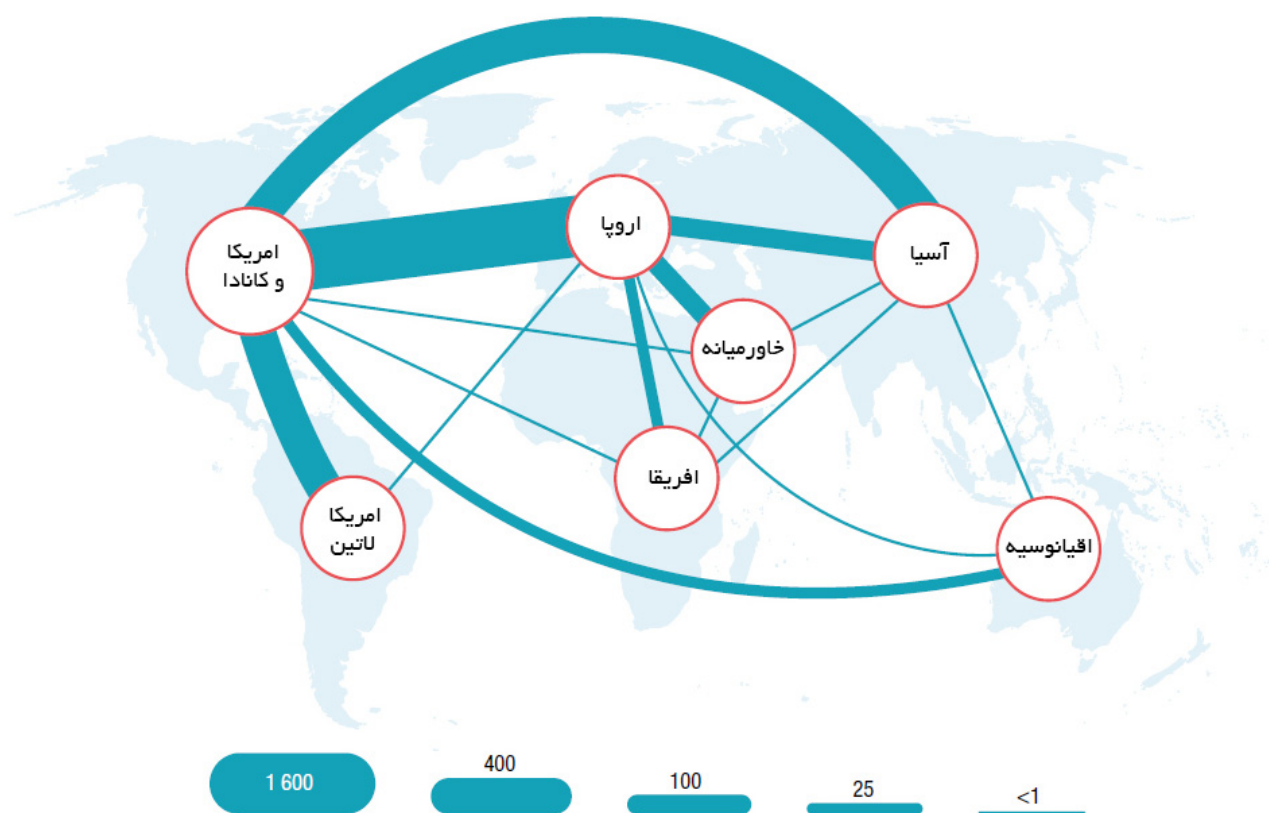 اروپا
آسیا
امریکا
و کانادا
خاورمیانه
افریقا
امریکا
لاتین
اقیانوسیه
1 600
400
100
25
<1